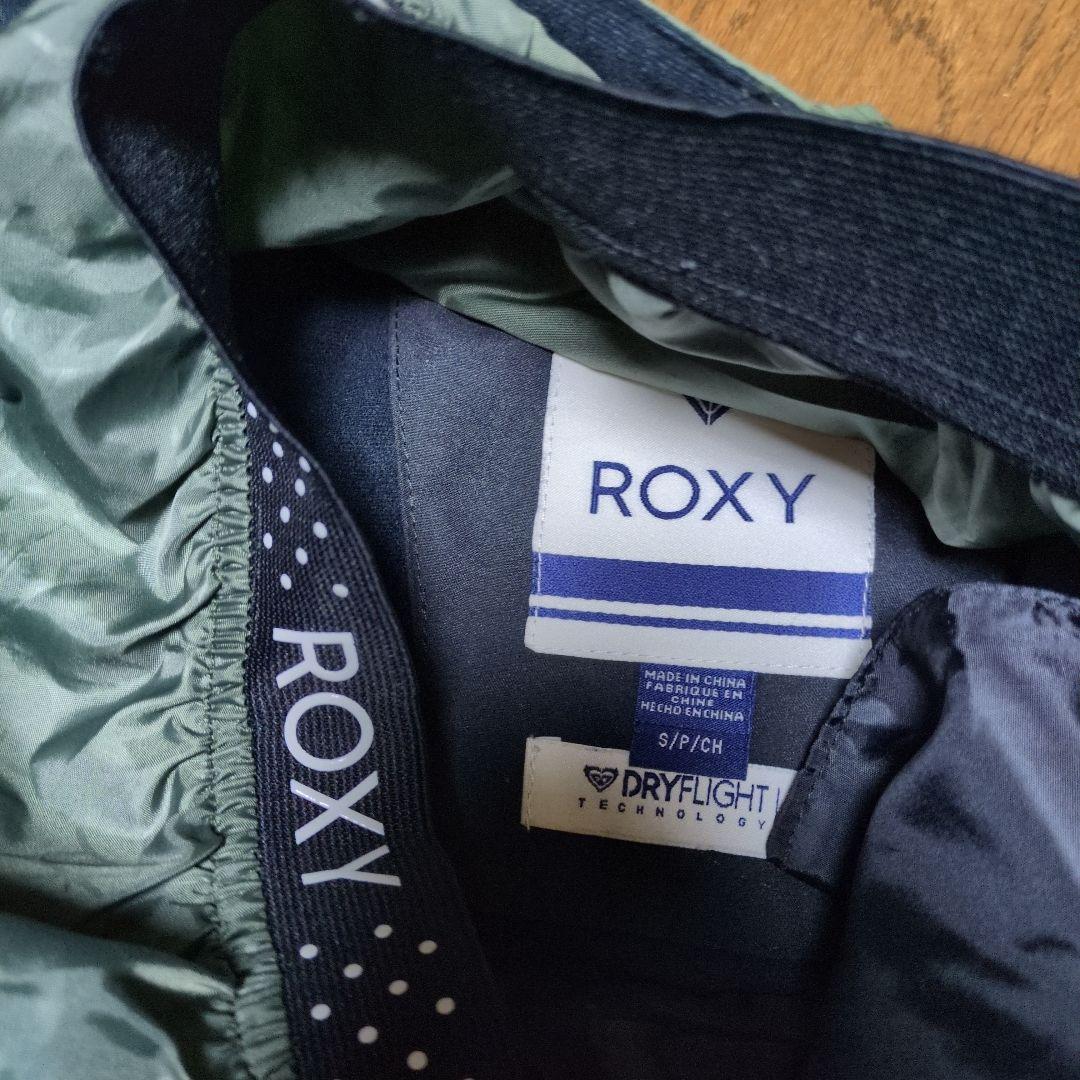 ROXY
MADE IN CHINA
FABRIQUE EN
CHINE
HECHO EN CHINA
S/P/CH
DRYFLIGHT
TECHNOLOGY
ROXY